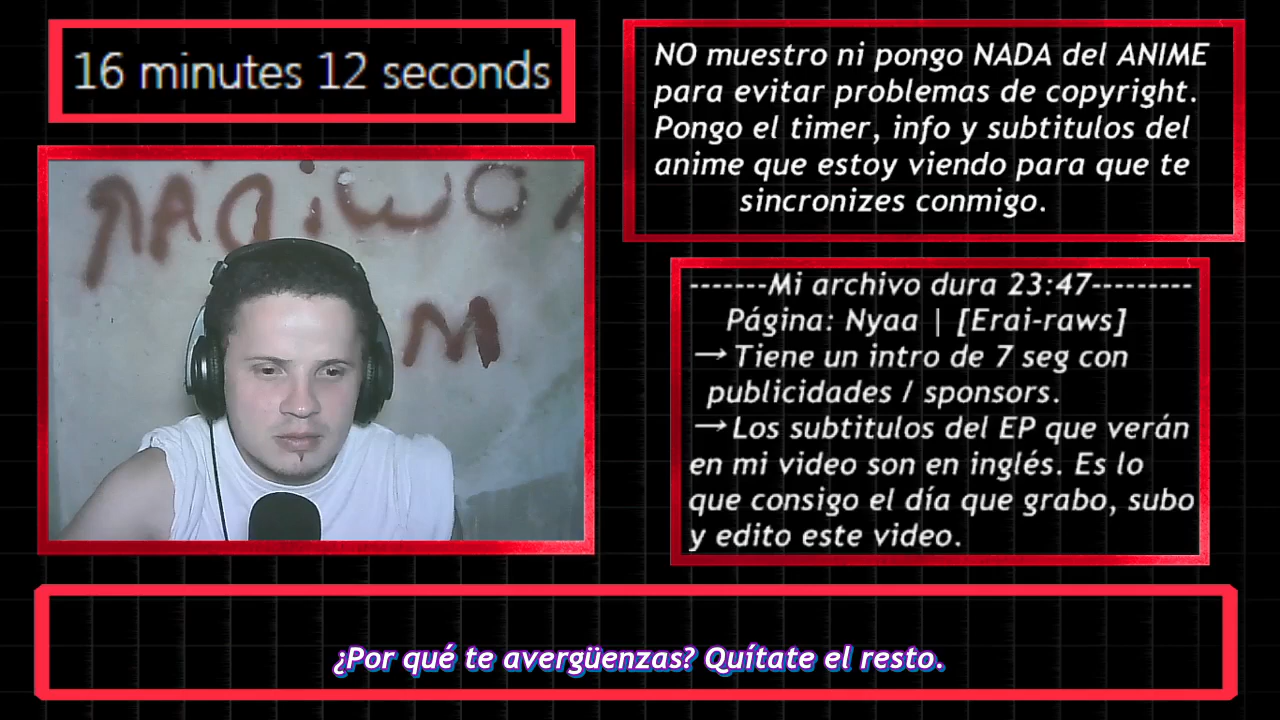 16 minutes 12 seconds
NO muestro ni pongo NADA del ANIME
para evitar problemas de copyright.
Pongo el timer, info y subtitulos del
anime que estoy viendo para que te
sincronizes conmigo.
-------Mi archivo dura 23:47---------
Página: Nyaa | [Erai-raws]
→Tiene un intro de 7 seg con
publicidades / sponsors.
→Los subtitulos del EP que verán
en mi video son en inglés. Es lo
que consigo el día que grabo, subo
y edito este video.
M
¿Por qué te avergüenzas? Quítate el resto.